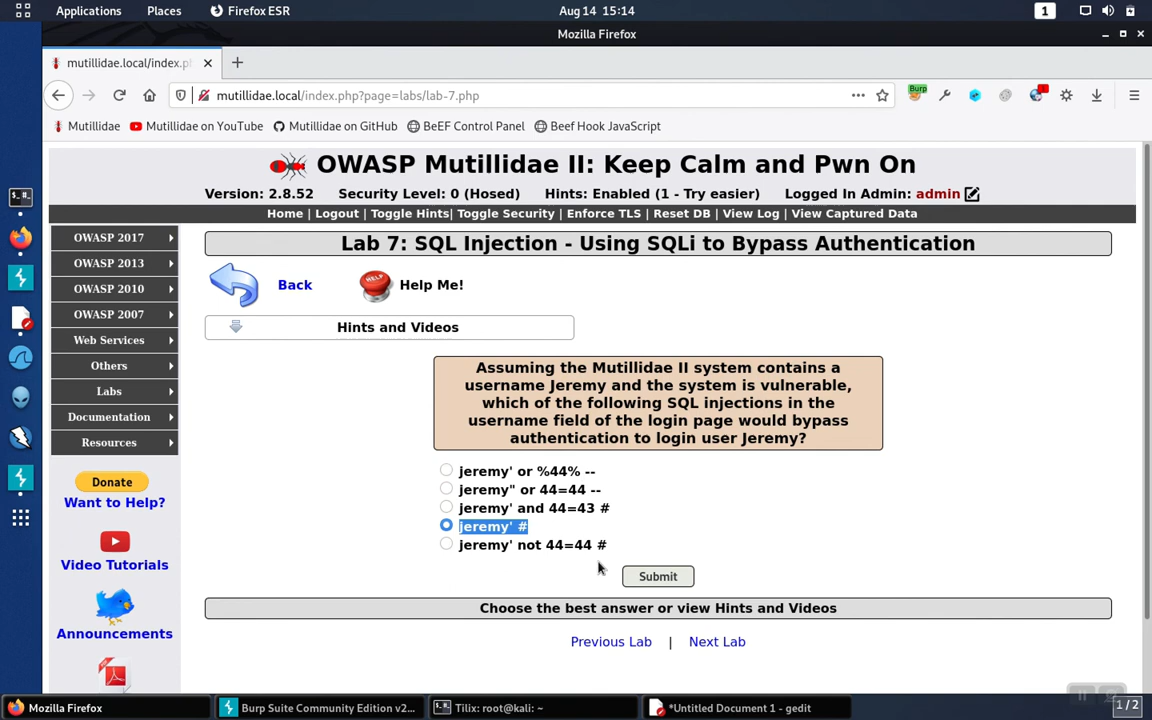 Applications Places Firefox ESR Aug 14 15:14 1
Mozilla Firefox
mutillidae.local/index.p
mutillidae.local/index.php?page=labs/lab-7.php Burp
Mutillidae Mutillidae on YouTube Mutillidae on GitHub BeEF Control Panel Beef Hook JavaScript
OWASP Mutillidae II: Keep Calm and Pwn On
Version: 2.8.52 Security Level: 0 (Hosed) Hints: Enabled (1 - Try easier) Logged In Admin: admin
Home | Logout | Toggle Hints| Toggle Security | Enforce TLS | Reset DB | View Log | View Captured Data
OWASP 2017
OWASP 2013
OWASP 2010
OWASP 2007
Web Services
Others
Labs
Documentation
Resources
Donate
Want to Help?
Video Tutorials
Announcements
Lab 7: SQL Injection - Using SQLi to Bypass Authentication
Back HELP Help Me!
Hints and Videos
Assuming the Mutillidae II system contains a
username Jeremy and the system is vulnerable,
which of the following SQL injections in the
username field of the login page would bypass
authentication to login user Jeremy?
jeremy' or %44% --
jeremy" or 44=44 --
jeremy' and 44=43 #
jeremy' #
jeremy' not 44=44 #
Submit
Choose the best answer or view Hints and Videos
Previous Lab | Next Lab
Mozilla Firefox Burp Suite Community Edition v2... Tilix: root@kali: ~ *Untitled Document 1 - gedit 1 / 2